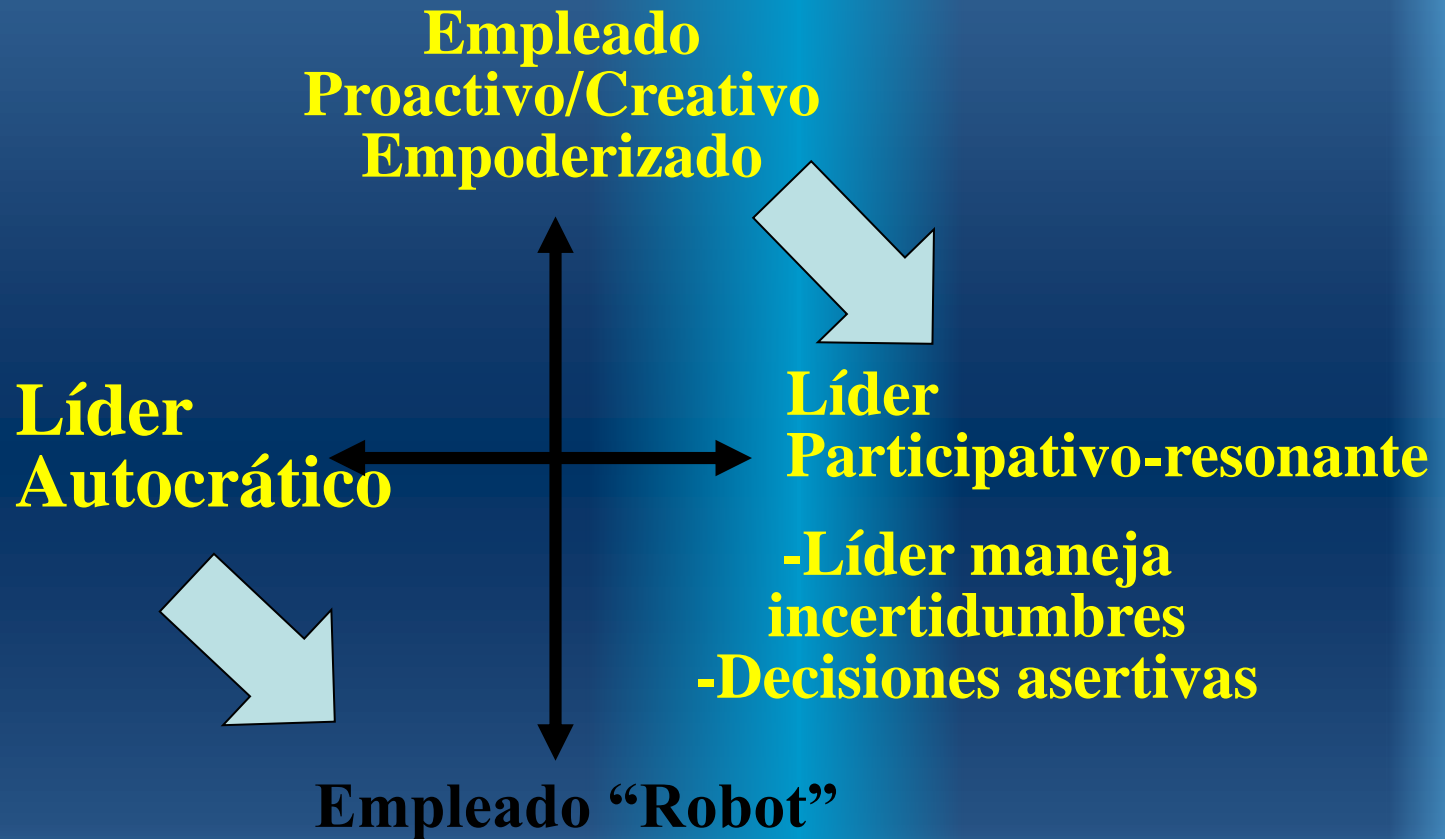 Empleado
Proactivo/Creativo
Empoderizado
Líder
Autocrático
Líder
Participativo-resonante
-Líder maneja
incertidumbres
-Decisiones asertivas
Empleado “Robot”